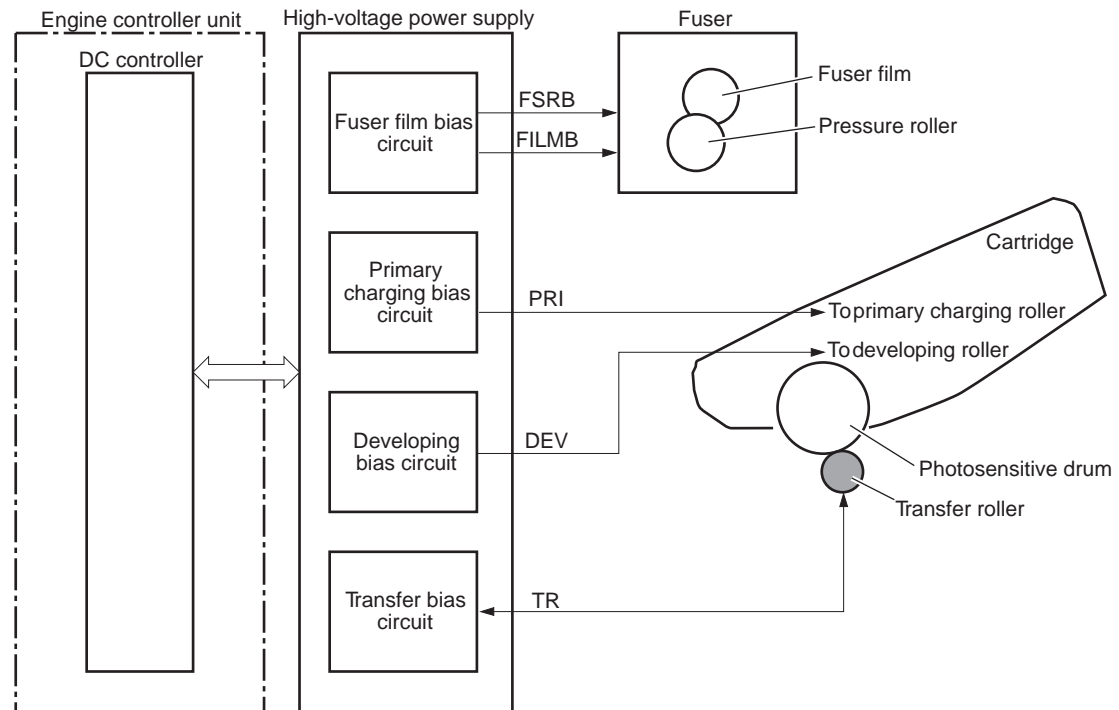 Engine controller unit
High-voltage power supply
Fuser
DC controller
Fuser film bias
circuit
FSRB
FILMB
Fuser film
Pressure roller
Primary
charging bias
circuit
PRI
Cartridge
To primary charging roller
To developing roller
Developing
bias circuit
DEV
Photosensitive drum
Transfer roller
Transfer bias
circuit
TR